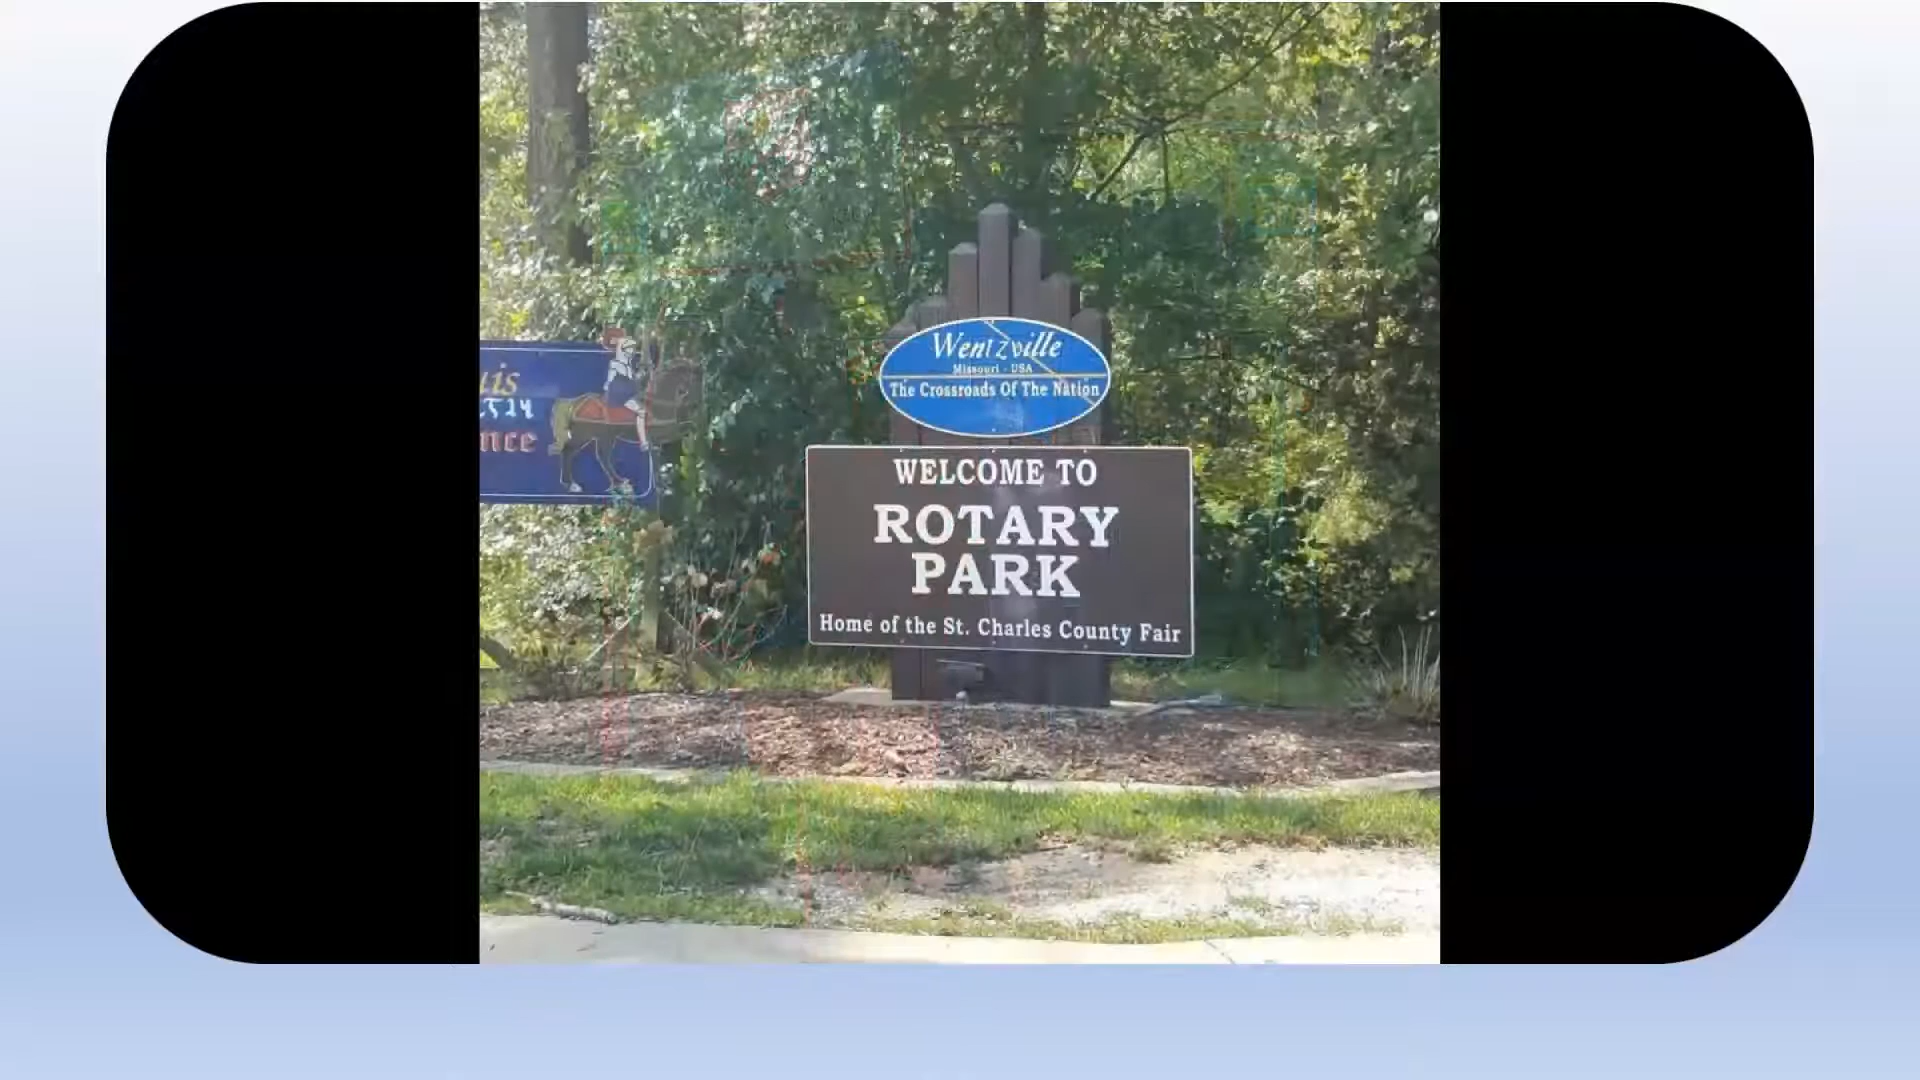 Wentzville
Missouri - USA
The Crossroads Of The Nation
WELCOME TO
ROTARY
PARK
Home of the St. Charles County Fair